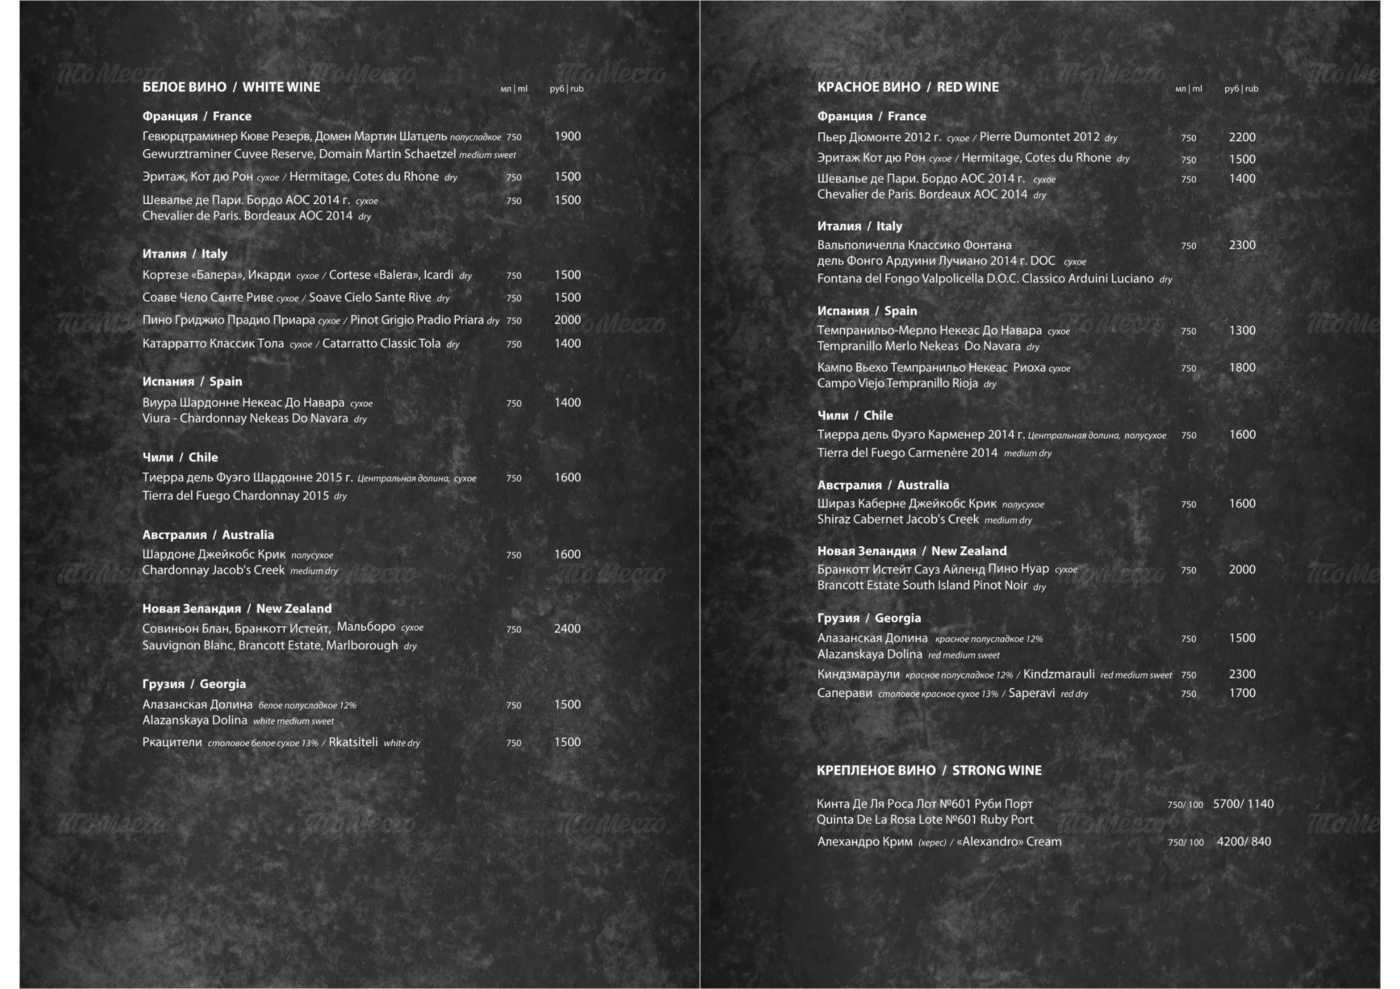 БЕЛОЕ ВИНО / WHITE WINE мл | ml руб | rub
Франция / France
Гевюрцтраминер Кюве Резерв, Домен Мартин Шатцель полусладкое 750 1900
Gewurztraminer Cuvee Reserve, Domain Martin Schaetzel medium sweet
Эритаж, Кот дю Рон сухое / Hermitage, Cotes du Rhone dry 750 1500
Шевалье де Пари. Бордо АОС 2014 г. сухое 750 1500
Chevalier de Paris. Bordeaux AOC 2014 dry
Италия / Italy
Кортезе «Балера», Икарди сухое / Cortese «Balera», Icardi dry 750 1500
Соаве Чело Санте Риве сухое / Soave Cielo Sante Rive dry 750 1500
Пино Гриджио Прадио Приара сухое / Pinot Grigio Pradio Priara dry 750 2000
Катарратто Классик Тола сухое / Catarratto Classic Tola dry 750 1400
Испания / Spain
Виура Шардонне Некеас До Навара сухое 750 1400
Viura - Chardonnay Nekeas Do Navara dry
Чили / Chile
Тиерра дель Фуэго Шардонне 2015 г. Центральная долина, сухое 750 1600
Tierra del Fuego Chardonnay 2015 dry
Австралия / Australia
Шардоне Джейкобс Крик полусухое 750 1600
Chardonnay Jacob's Creek medium dry
Новая Зеландия / New Zealand
Совиньон Блан, Бранкотт Истейт, Мальборо сухое 750 2400
Sauvignon Blanc, Brancott Estate, Marlborough dry
Грузия / Georgia
Алазанская Долина белое полусладкое 12% 750 1500
Alazanskaya Dolina white medium sweet
Ркацители столовое белое сухое 13% / Rkatsiteli white dry 750 1500
КРАСНОЕ ВИНО / RED WINE мл | ml руб | rub
Франция / France
Пьер Дюмонте 2012 г. сухое / Pierre Dumontet 2012 dry 750 2200
Эритаж Кот дю Рон сухое / Hermitage, Cotes du Rhone dry 750 1500
Шевалье де Пари. Бордо АОС 2014 г. сухое 750 1400
Chevalier de Paris. Bordeaux AOC 2014 dry
Италия / Italy
Вальполичелла Классико Фонтана 750 2300
дель Фонго Ардуини Лучиано 2014 г. DOC сухое
Fontana del Fongo Valpolicella D.O.C. Classico Arduini Luciano dry
Испания / Spain
Темпранильо-Мерло Некеас До Навара сухое 750 1300
Tempranillo Merlo Nekeas Do Navara dry
Кампо Вьехо Темпранильо Некеас Риоха сухое 750 1800
Campo Viejo Tempranillo Rioja dry
Чили / Chile
Тиерра дель Фуэго Карменер 2014 г. Центральная долина, полусухое 750 1600
Tierra del Fuego Carmenère 2014 medium dry
Австралия / Australia
Шираз Каберне Джейкобс Крик полусухое 750 1600
Shiraz Cabernet Jacob's Creek medium dry
Новая Зеландия / New Zealand
Бранкотт Истейт Сауз Айленд Пино Нуар сухое 750 2000
Brancott Estate South Island Pinot Noir dry
Грузия / Georgia
Алазанская Долина красное полусладкое 12% 750 1500
Alazanskaya Dolina red medium sweet
Киндзмараули красное полусладкое 12% / Kindzmarauli red medium sweet 750 2300
Саперави столовое красное сухое 13% / Saperavi red dry 750 1700
КРЕПЛЕНОЕ ВИНО / STRONG WINE
Кинта Де Ля Роса Лот №601 Руби Порт 750/ 100 5700/ 1140
Quinta De La Rosa Lote №601 Ruby Port
Алехандро Крим (херес) / «Alexandro» Cream 750/ 100 4200/ 840